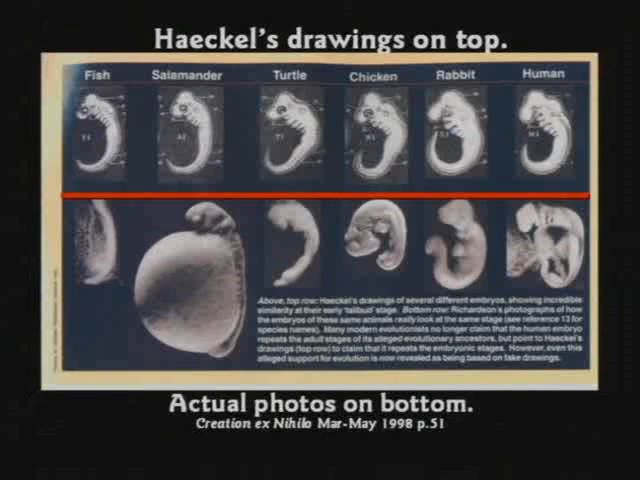 Haeckel's drawings on top.
Fish Salamander Turtle Chicken Rabbit Human
Above, top row: Haeckel's drawings of several different embryos, showing incredible
similarity at their early 'tailbud' stage. Bottom row: Richardson's photographs of how
the embryos of these same animals really look at the same stage (see reference 13 for
species names). Many modern evolutionists no longer claim that the human embryo
repeats the adult stages of its alleged evolutionary ancestors, but point to Haeckel's
drawings (top row) to claim that it repeats the embryonic stages. However, even this
alleged support for evolution is now revealed as being based on fake drawings.
Actual photos on bottom.
Creation ex Nihilo Mar-May 1998 p.51